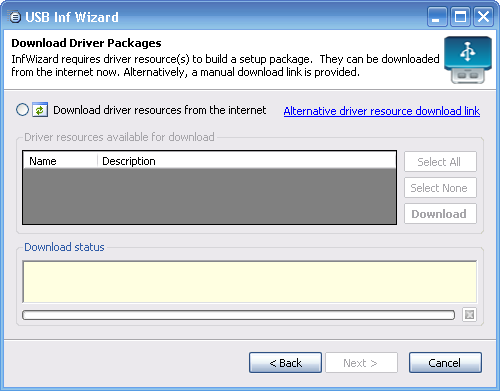 USB Inf Wizard
Download Driver Packages
InfWizard requires driver resource(s) to build a setup package.  They can be downloaded
from the internet now. Alternatively, a manual download link is provided.
Download driver resources from the internet
Alternative driver resource download link
Driver resources available for download
Name
Description
Select All
Select None
Download
Download status
< Back
Next >
Cancel